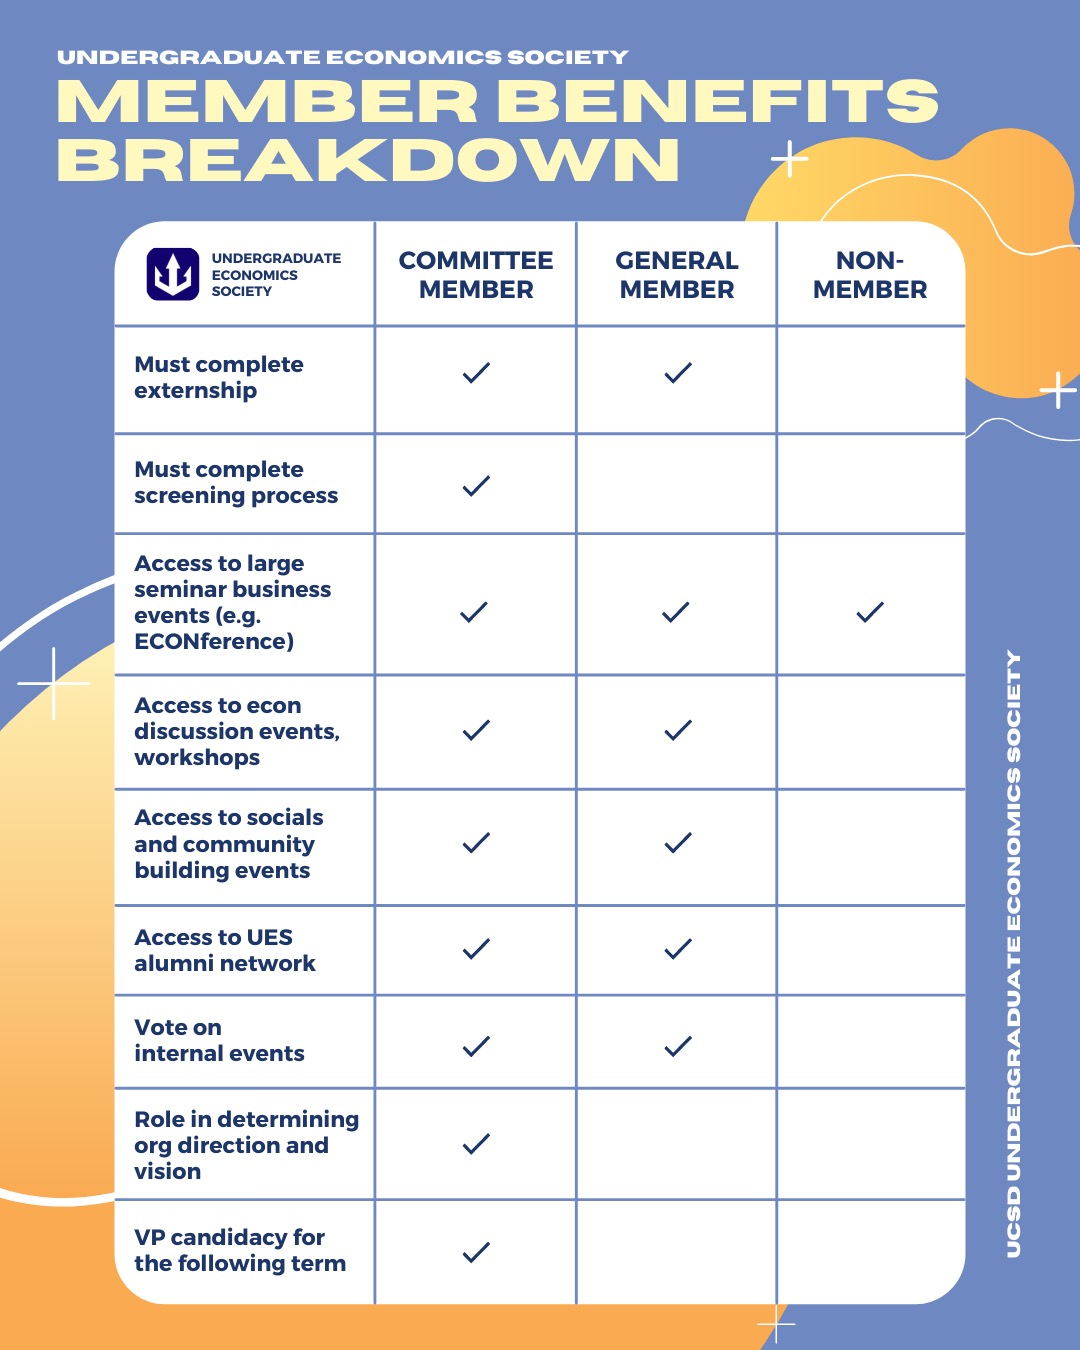 UNDERGRADUATE ECONOMICS SOCIETY
MEMBER BENEFITS
BREAKDOWN
UNDERGRADUATE
ECONOMICS
SOCIETY
COMMITTEE
MEMBER
GENERAL
MEMBER
NON-
MEMBER
Must complete
externship
Must complete
screening process
Access to large
seminar business
events (e.g.
ECONference)
Access to econ
discussion events,
workshops
Access to socials
and community
building events
Access to UES
alumni network
Vote on
internal events
Role in determining
org direction and
vision
VP candidacy for
the following term
UCSD UNDERGRADUATE ECONOMICS SOCIETY